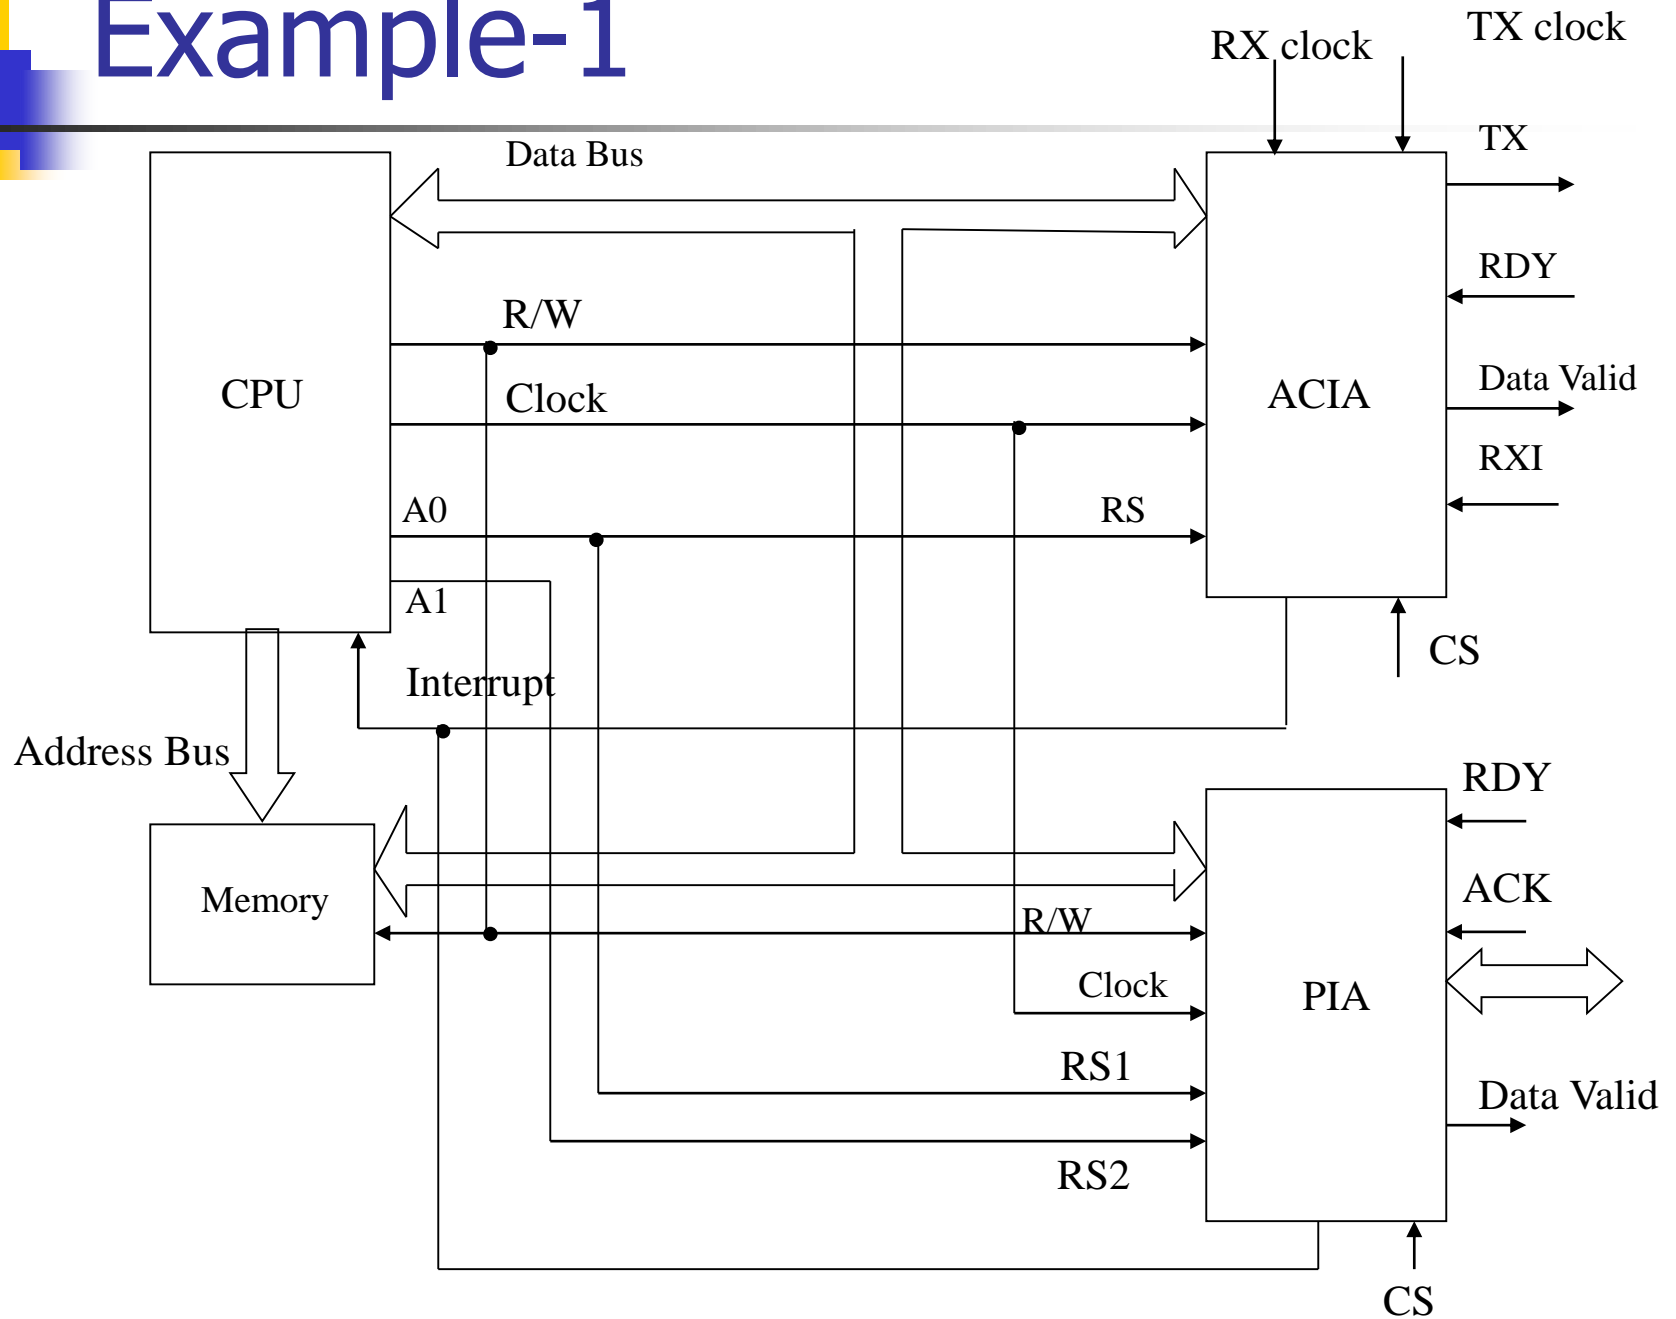 Example-1
RX clock
TX clock
Data Bus
TX
RDY
R/W
CPU
Clock
ACIA
Data Valid
RXI
A0
RS
A1
CS
Interrupt
Address Bus
RDY
Memory
ACK
R/W
Clock
PIA
RS1
Data Valid
RS2
CS